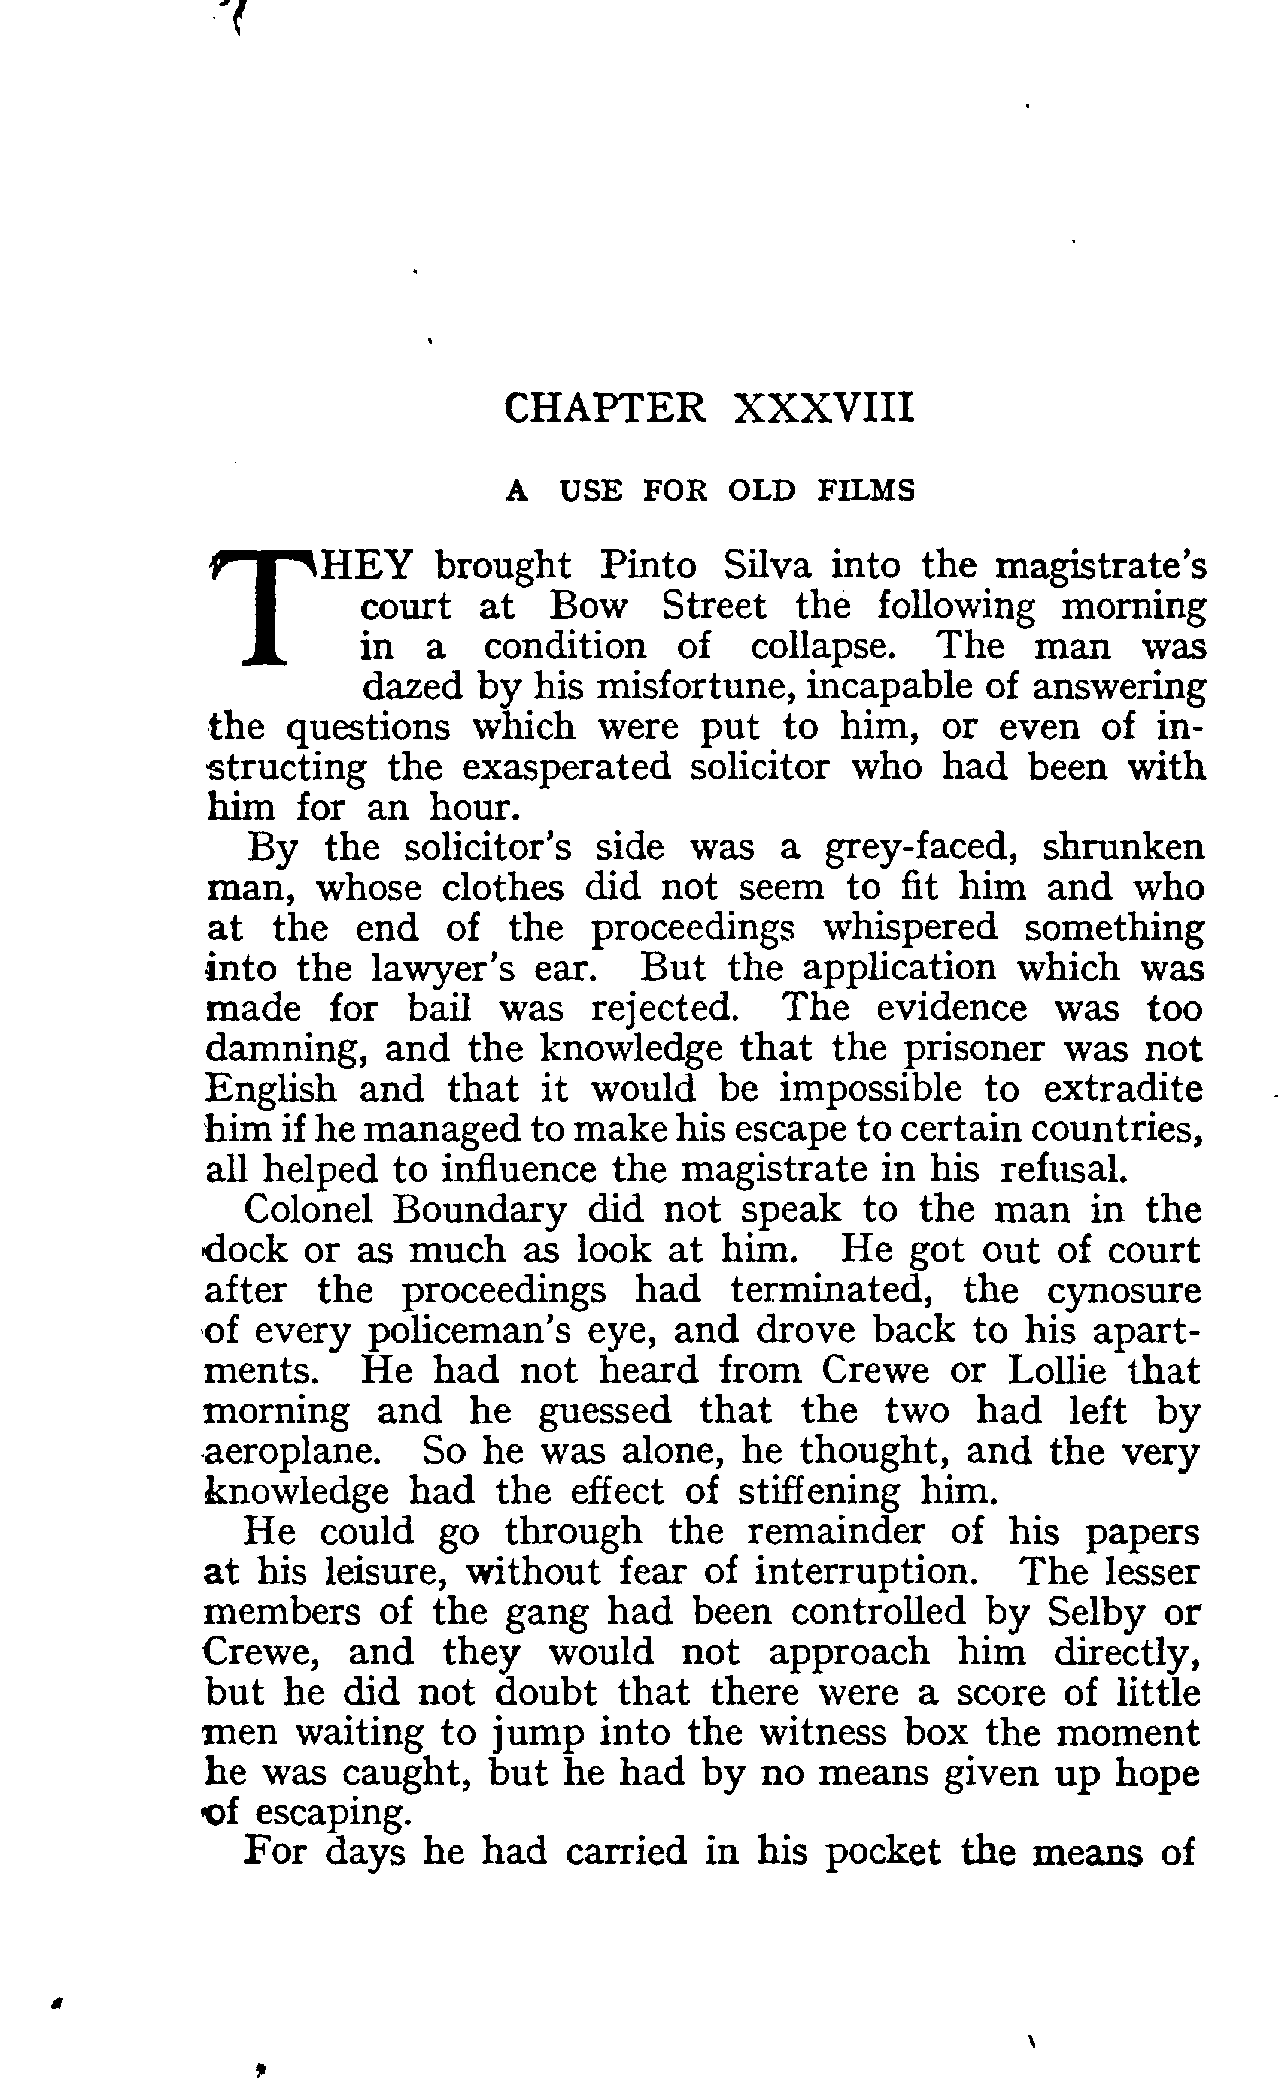 CHAPTER XXXVIII
A USE FOR OLD FILMS
THEY brought Pinto Silva into the magistrate's
court at Bow Street the following morning
in a condition of collapse. The man was
dazed by his misfortune, incapable of answering
the questions which were put to him, or even of in-
structing the exasperated solicitor who had been with
him for an hour.
By the solicitor's side was a grey-faced, shrunken
man, whose clothes did not seem to fit him and who
at the end of the proceedings whispered something
into the lawyer's ear. But the application which was
made for bail was rejected. The evidence was too
damning, and the knowledge that the prisoner was not
English and that it would be impossible to extradite
him if he managed to make his escape to certain countries,
all helped to influence the magistrate in his refusal.
Colonel Boundary did not speak to the man in the
dock or as much as look at him. He got out of court
after the proceedings had terminated, the cynosure
of every policeman's eye, and drove back to his apart-
ments. He had not heard from Crewe or Lollie that
morning and he guessed that the two had left by
aeroplane. So he was alone, he thought, and the very
knowledge had the effect of stiffening him.
He could go through the remainder of his papers
at his leisure, without fear of interruption. The lesser
members of the gang had been controlled by Selby or
Crewe, and they would not approach him directly,
but he did not doubt that there were a score of little
men waiting to jump into the witness box the moment
he was caught, but he had by no means given up hope
of escaping.
For days he had carried in his pocket the means of